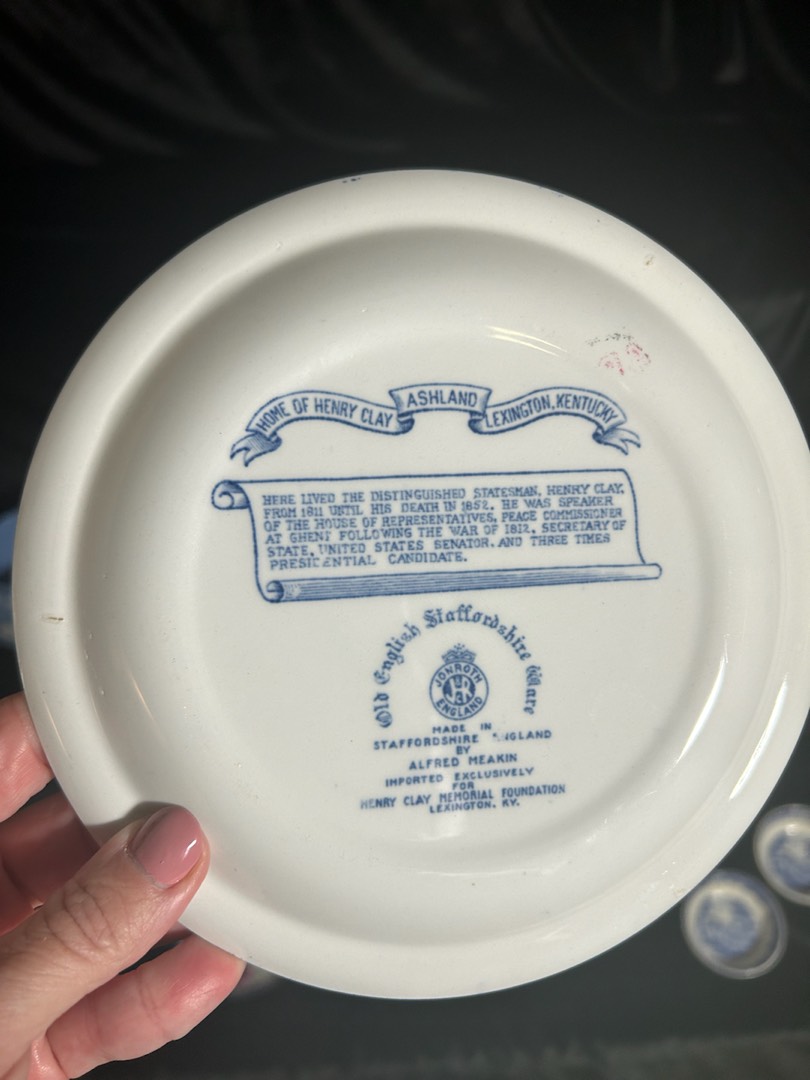 HOME OF HENRY CLAY ASHLAND LEXINGTON, KENTUCKY
HERE LIVED THE DISTINGUISHED STATESMAN, HENRY CLAY,
FROM 1811 UNTIL HIS DEATH IN 1852. HE WAS SPEAKER
OF THE HOUSE OF REPRESENTATIVES, PEACE COMMISSIONER
AT GHENT FOLLOWING THE WAR OF 1812, SECRETARY OF
STATE, UNITED STATES SENATOR, AND THREE TIMES
PRESIDENTIAL CANDIDATE.
Old English Staffordshire Ware
JONROTH
ENGLAND
MADE IN
STAFFORDSHIRE ENGLAND
BY
ALFRED MEAKIN
IMPORTED EXCLUSIVELY
FOR
HENRY CLAY MEMORIAL FOUNDATION
LEXINGTON, KY.